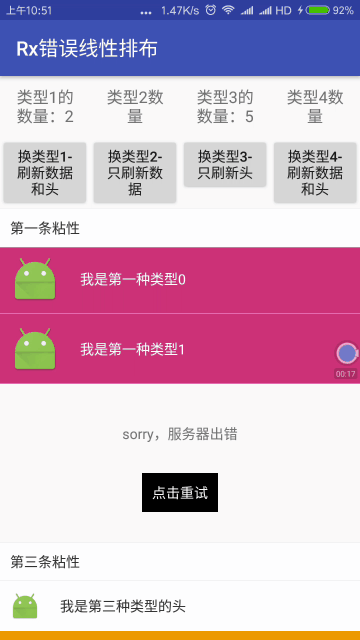 上午10:51 ... 1.47K/s HD 92%
Rx错误线性排布
类型1的
数量：2
类型2数
量
类型3的
数量：5
类型4数
量
换类型1-
刷新数据
和头
换类型2-
只刷新数
据
换类型3-
只刷新头
换类型4-
刷新数据
和头
第一条粘性
我是第一种类型0
我是第一种类型1
00:17
sorry，服务器出错
点击重试
第三条粘性
我是第三种类型的头